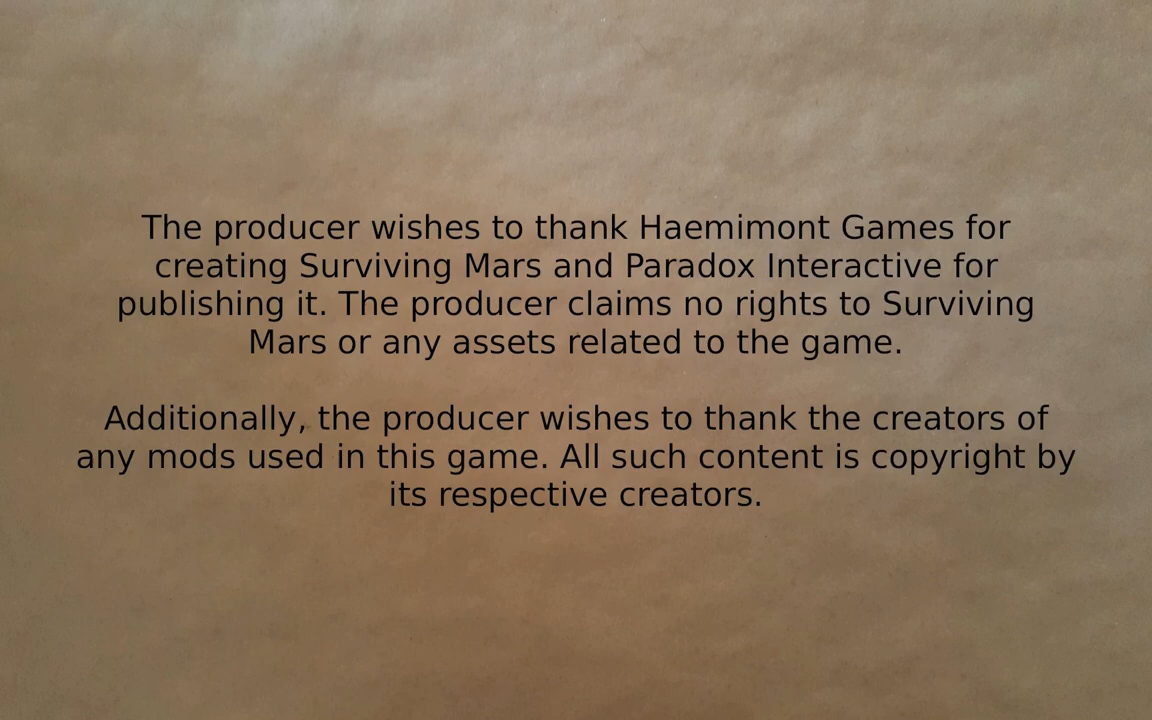 The producer wishes to thank Haemimont Games for
creating Surviving Mars and Paradox Interactive for
publishing it. The producer claims no rights to Surviving
Mars or any assets related to the game.
Additionally, the producer wishes to thank the creators of
any mods used in this game. All such content is copyright by
its respective creators.